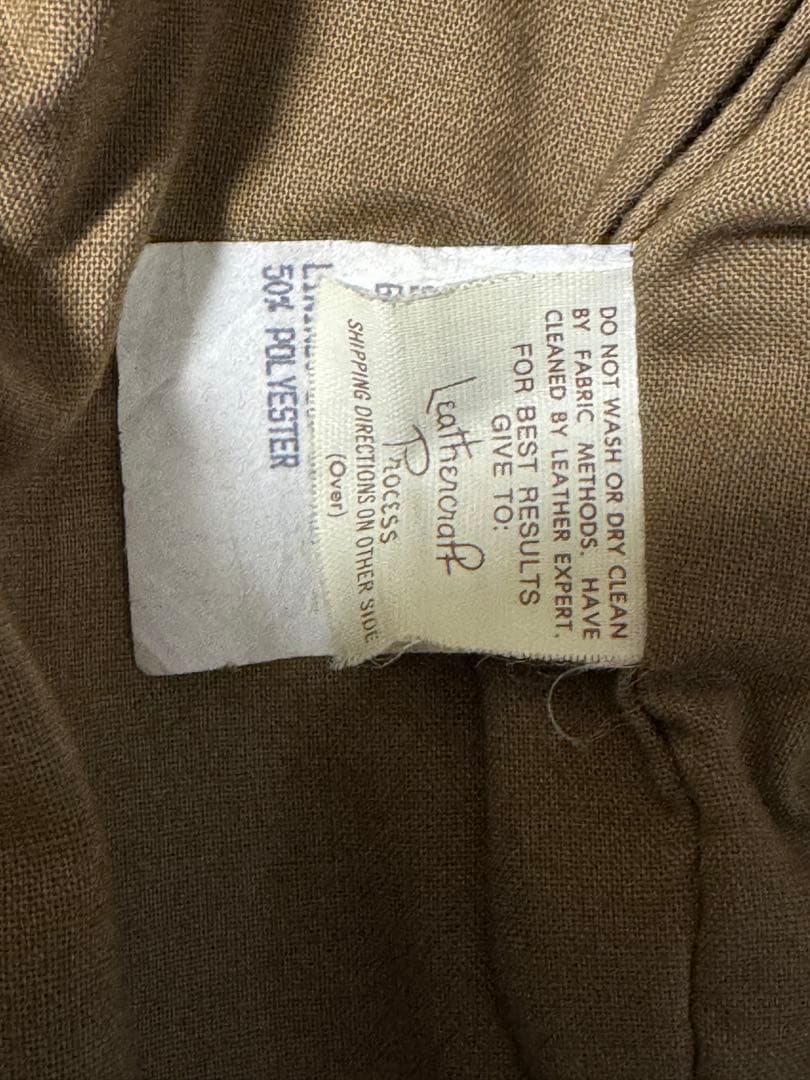 DO NOT WASH OR DRY CLEAN
BY FABRIC METHODS. HAVE
CLEANED BY LEATHER EXPERT.
FOR BEST RESULTS
GIVE TO:
Leathercraft
Process
SHIPPING DIRECTIONS ON OTHER SIDE
(Over)
50% POLYESTER